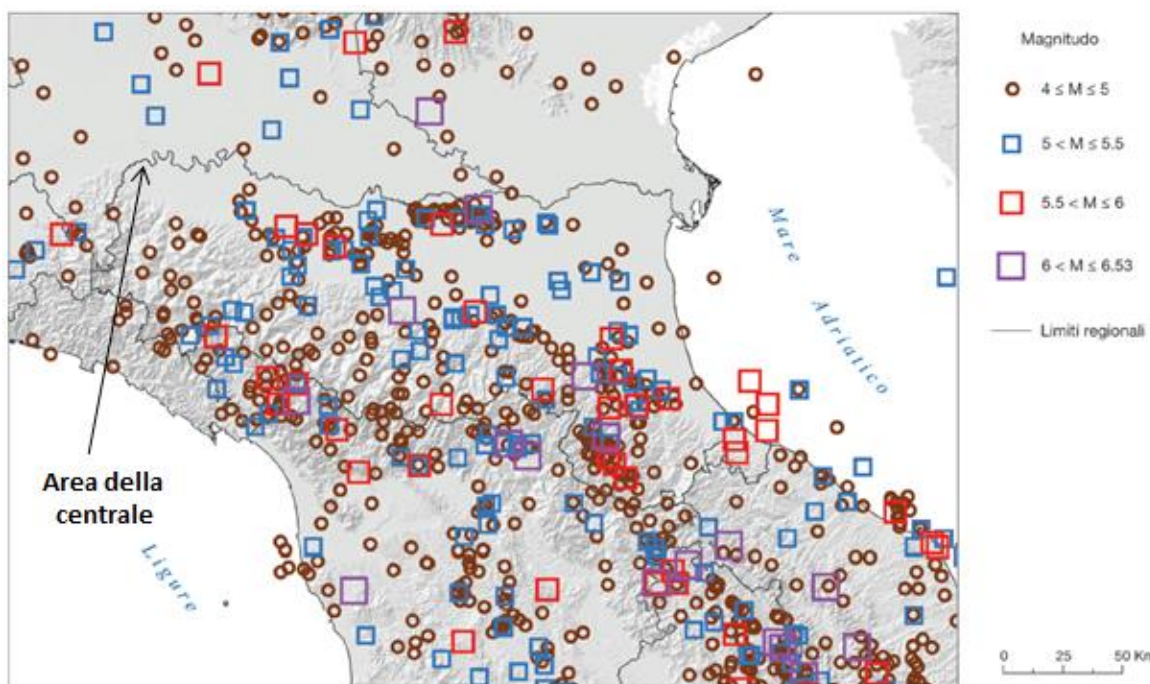 Magnitudo
4 ≤ M ≤ 5
5 < M ≤ 5.5
5.5 < M ≤ 6
6 < M ≤ 6.53
Limiti regionali
Mare
Adriatico
Area della
centrale
Ligure
0 25 50 Km